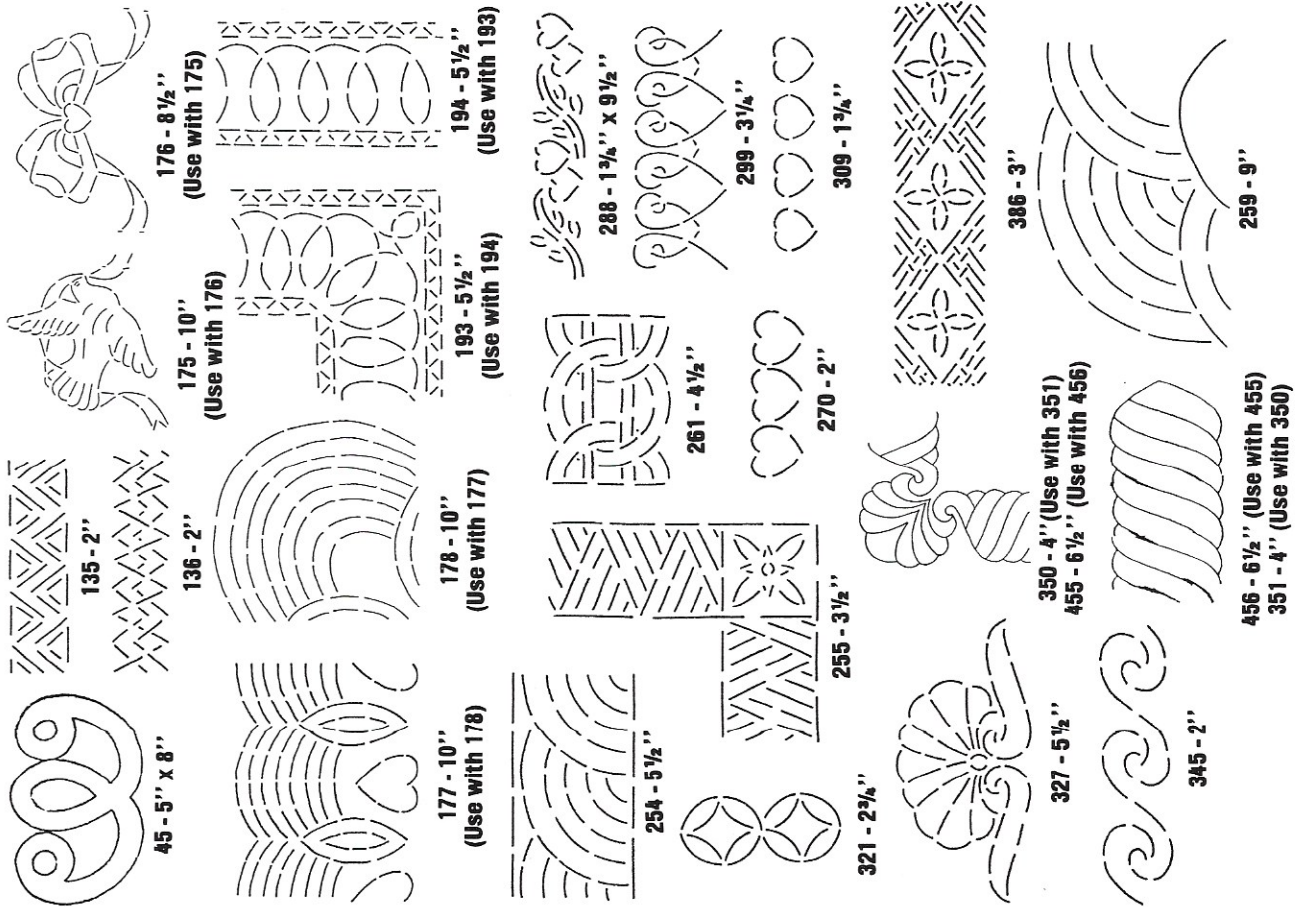 45 - 5'' x 8''
135 - 2''
136 - 2''
175 - 10''
(Use with 176)
176 - 8½''
(Use with 175)
177 - 10''
(Use with 178)
178 - 10''
(Use with 177)
193 - 5½''
(Use with 194)
194 - 5½''
(Use with 193)
254 - 5½''
255 - 3½''
261 - 4½''
270 - 2''
288 - 1¾'' x 9½''
299 - 3¼''
309 - 1¾''
321 - 2¾''
327 - 5½''
345 - 2''
350 - 4'' (Use with 351)
455 - 6½'' (Use with 456)
456 - 6½'' (Use with 455)
351 - 4'' (Use with 350)
386 - 3''
259 - 9''